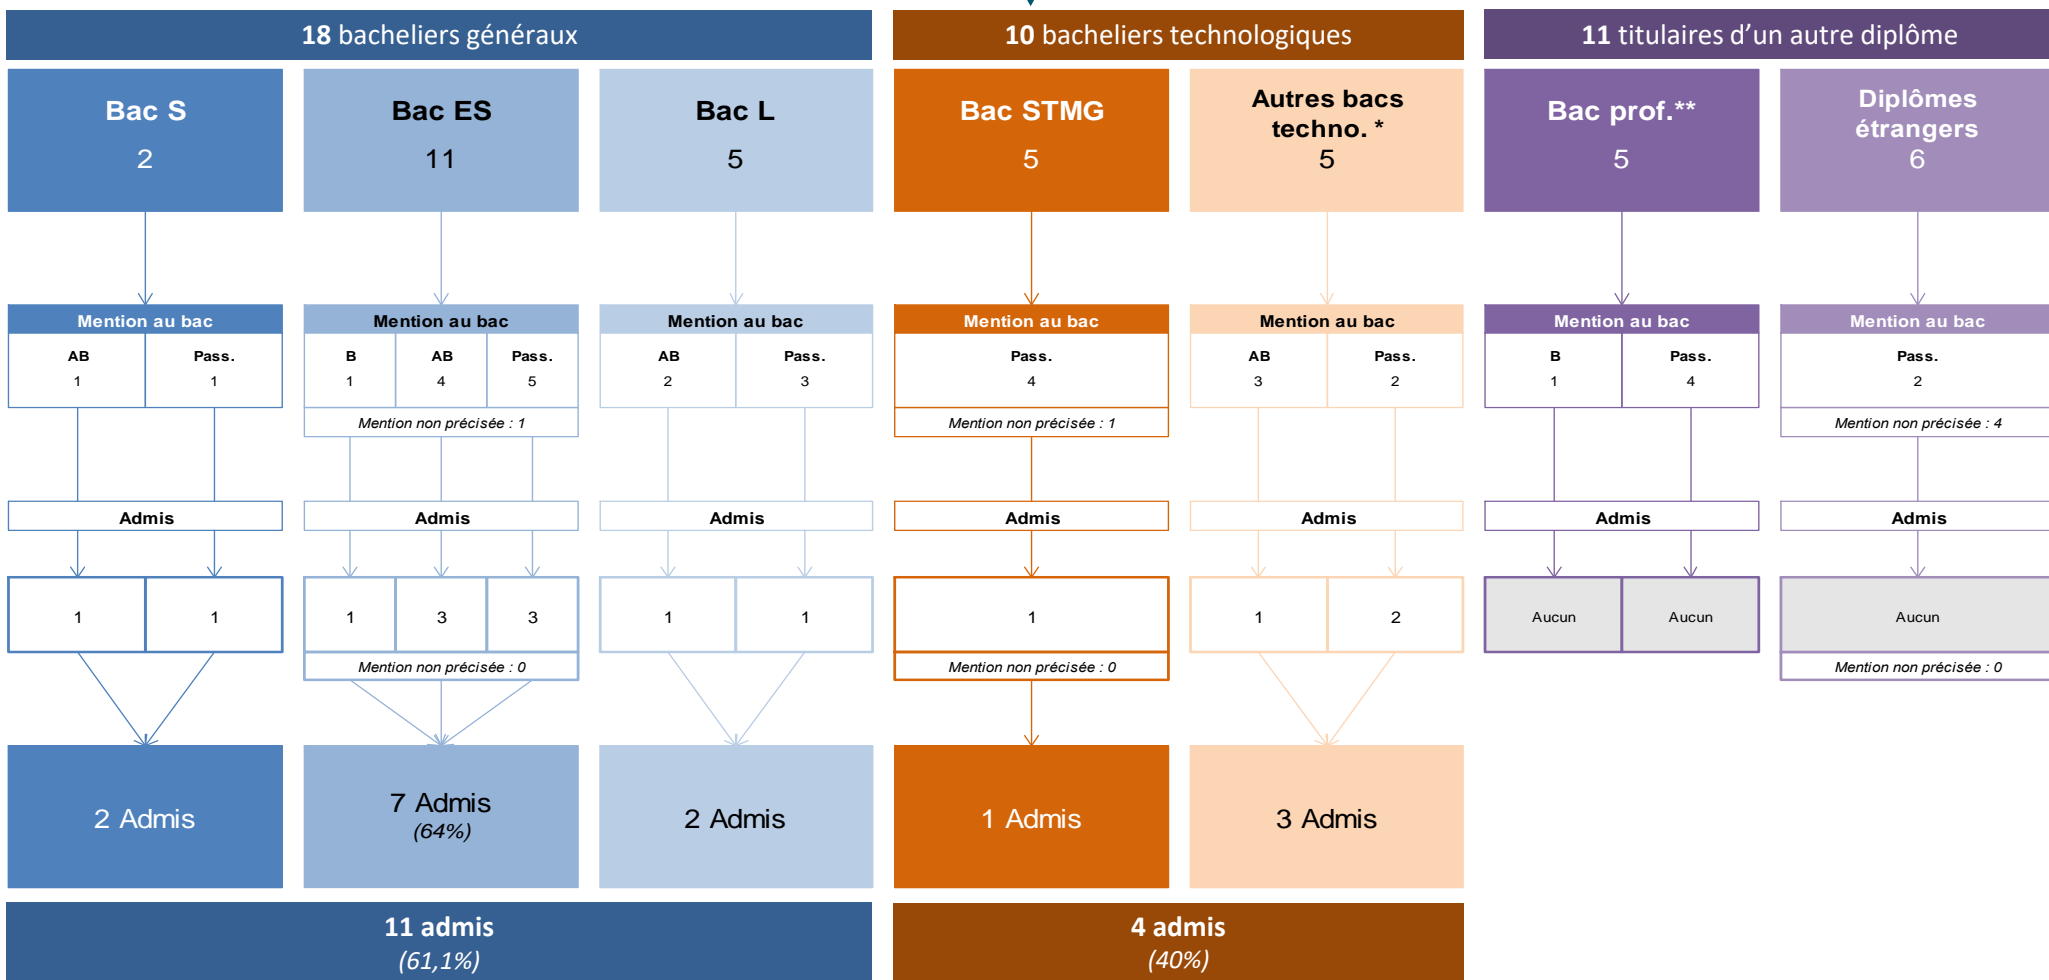 18 bacheliers généraux
10 bacheliers technologiques
11 titulaires d'un autre diplôme
Bac S
2
Bac ES
11
Bac L
5
Bac STMG
5
Autres bacs
techno. *
5
Bac prof.**
5
Diplômes
étrangers
6
Mention au bac
AB
1
Pass.
1
Mention au bac
B
1
AB
4
Pass.
5
Mention non précisée : 1
Mention au bac
AB
2
Pass.
3
Mention au bac
Pass.
4
Mention non précisée : 1
Mention au bac
AB
3
Pass.
2
Mention au bac
B
1
Pass.
4
Mention au bac
Pass.
2
Mention non précisée : 4
Admis
Admis
Admis
Admis
Admis
Admis
Admis
1
1
1
3
3
Mention non précisée : 0
1
1
1
Mention non précisée : 0
1
2
Aucun
Aucun
Aucun
Mention non précisée : 0
2 Admis
7 Admis
(64%)
2 Admis
1 Admis
3 Admis
11 admis
(61,1%)
4 admis
(40%)